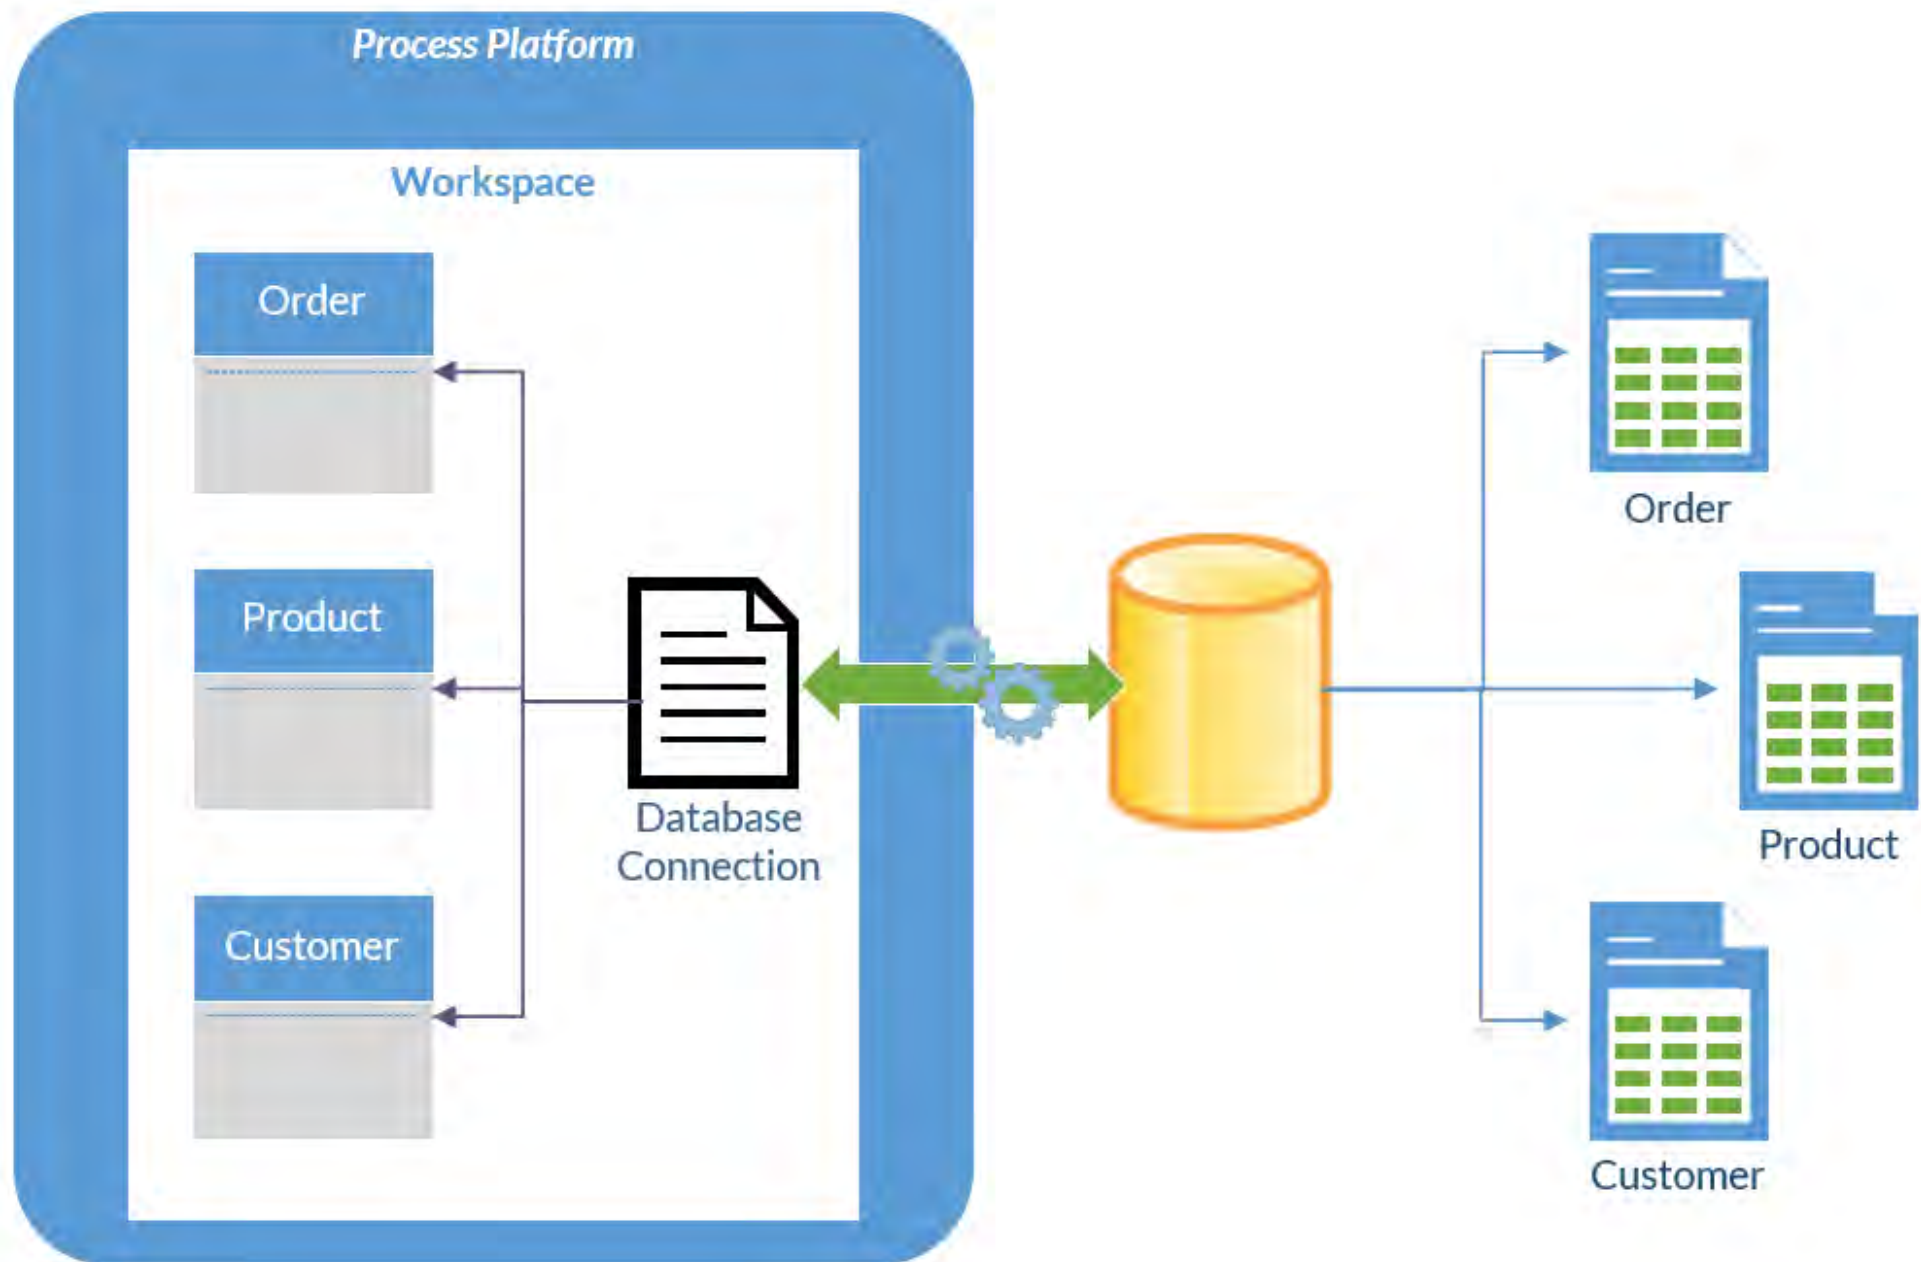 Process Platform
Workspace
Order
Product
Customer
Database
Connection
Order
Product
Customer